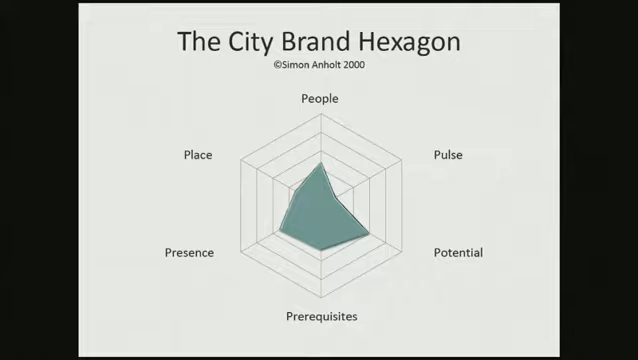 The City Brand Hexagon
©Simon Anholt 2000
People
Place
Pulse
Presence
Potential
Prerequisites